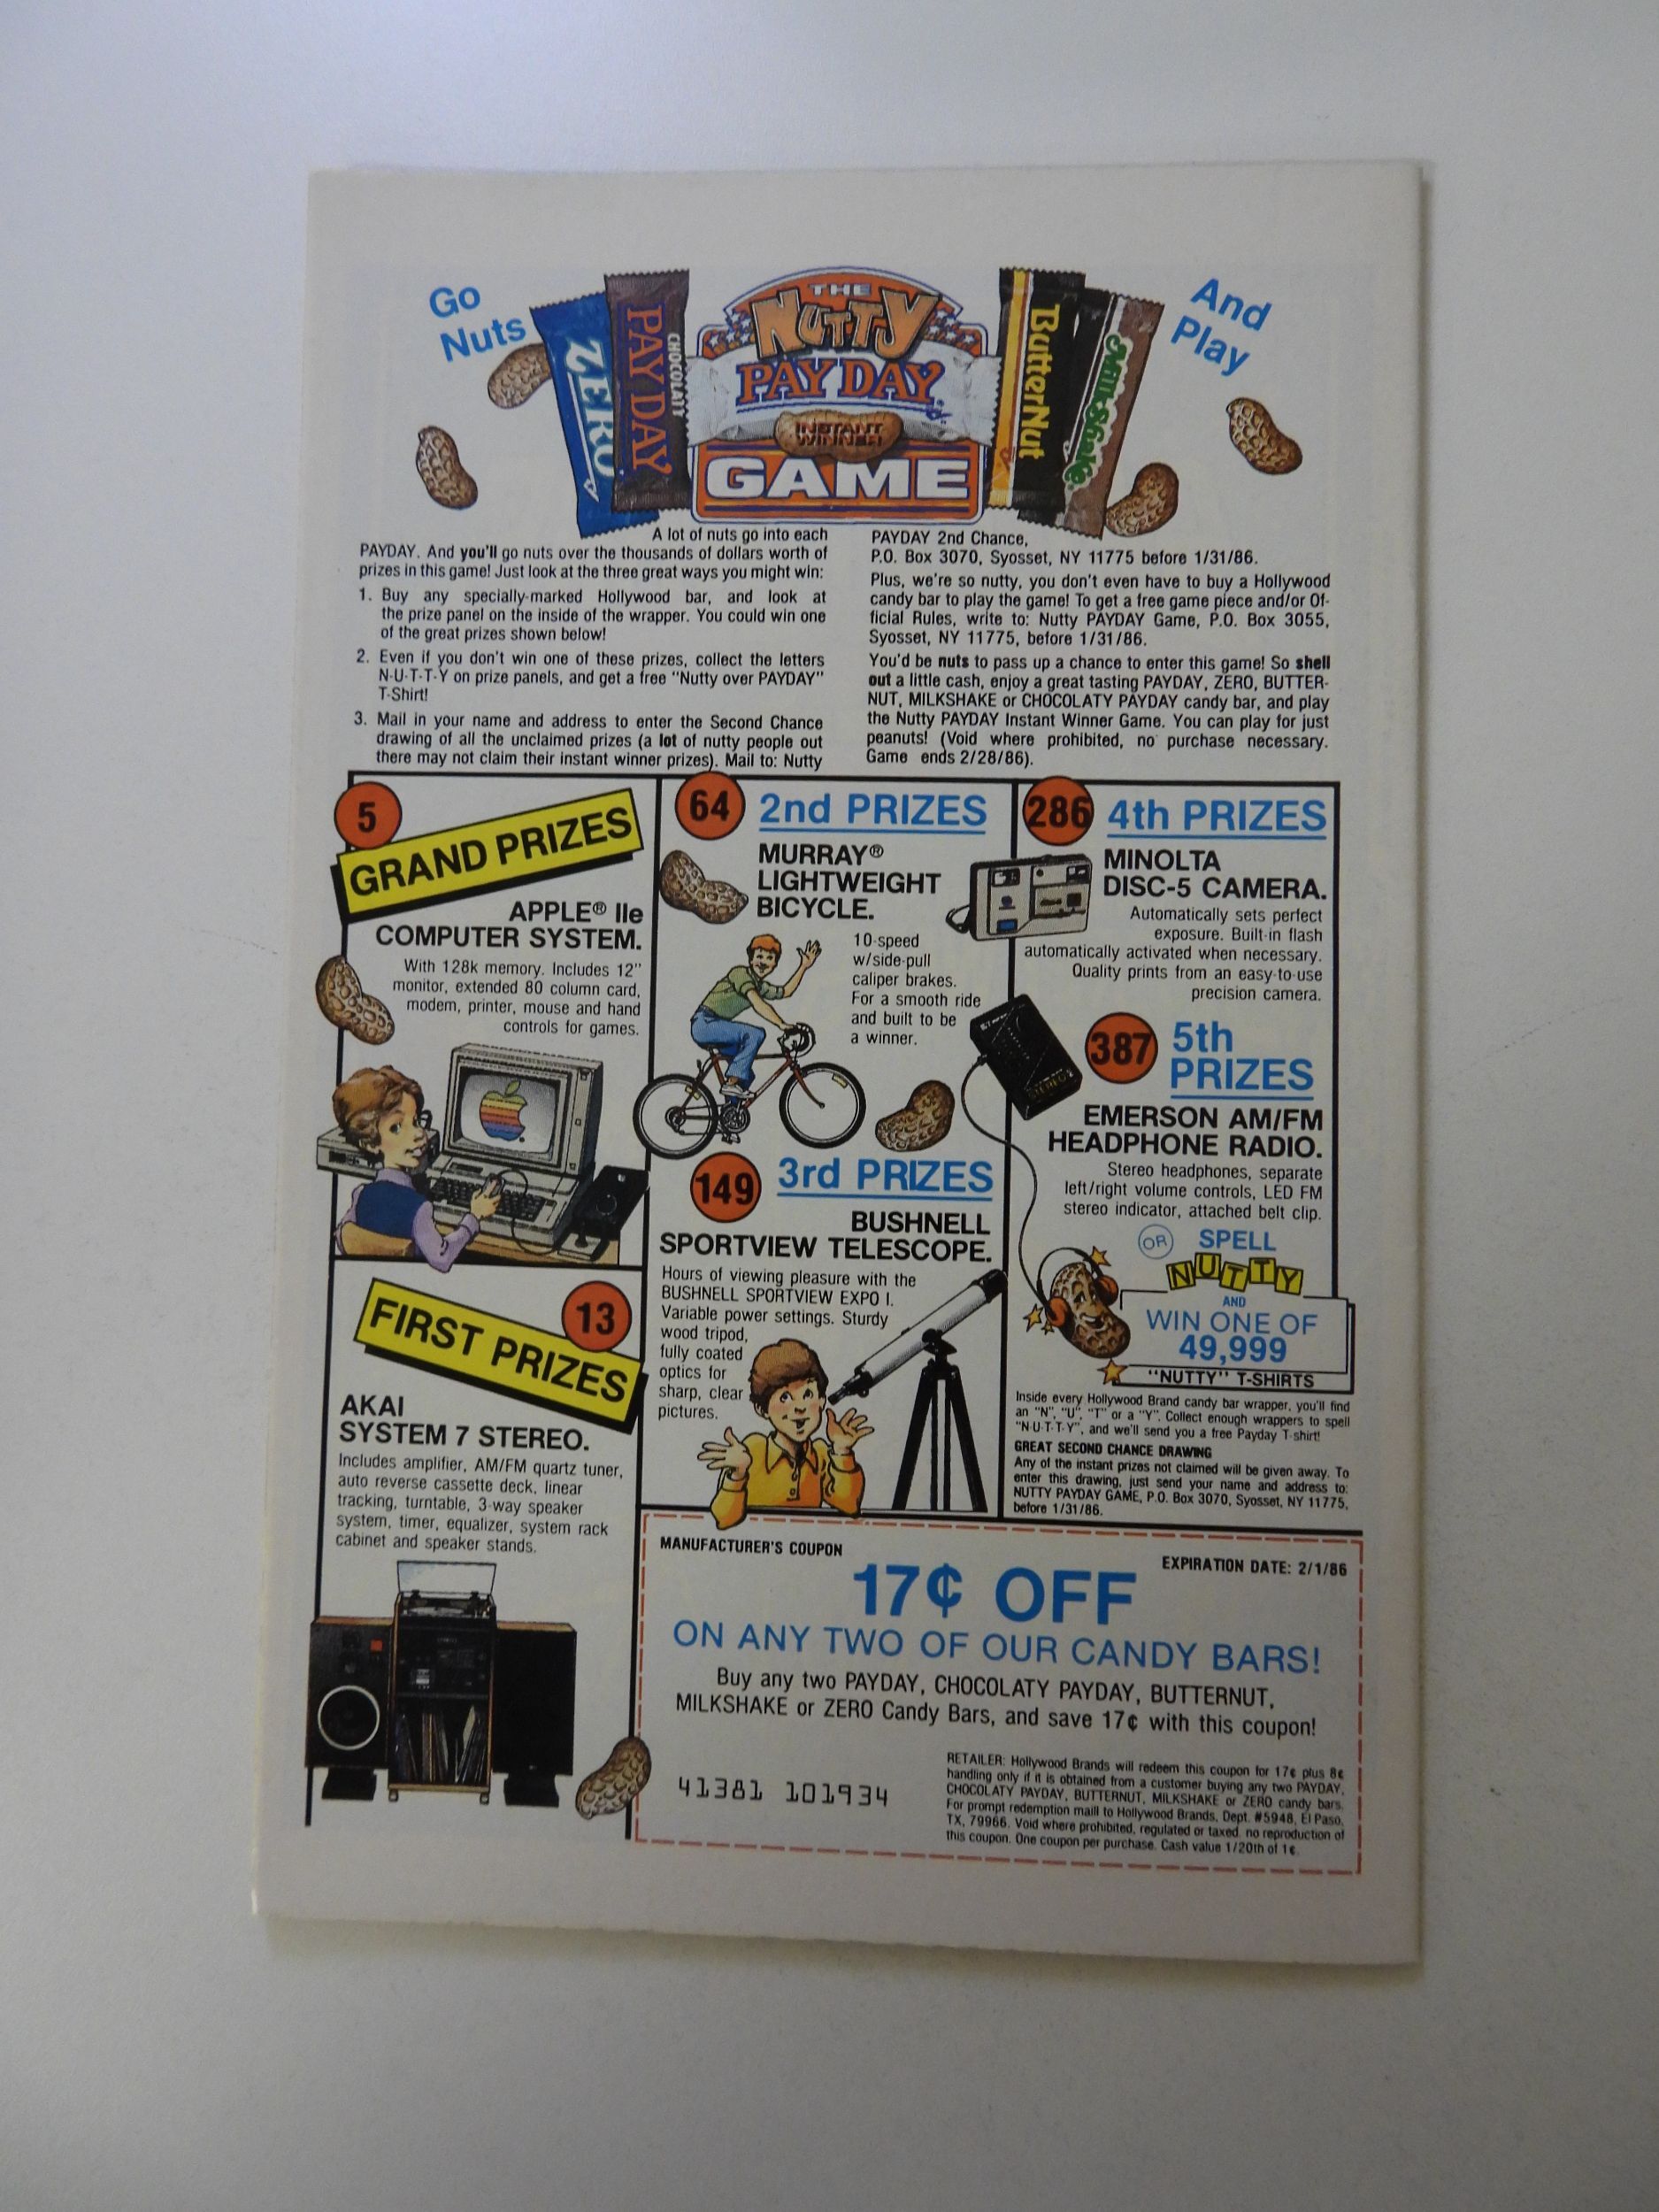 Go
Nuts
ZERO
PAY DAY
CHOCOLATY
THE
NUTTY
PAY DAY
INSTANT
WINNER
GAME
ButterNut
MilkShake
And
Play
A lot of nuts go into each
PAYDAY. And you'll go nuts over the thousands of dollars worth of
prizes in this game! Just look at the three great ways you might win:
1. Buy any specially-marked Hollywood bar, and look at
the prize panel on the inside of the wrapper. You could win one
of the great prizes shown below!
2. Even if you don't win one of these prizes, collect the letters
N-U-T-T-Y on prize panels, and get a free "Nutty over PAYDAY"
T-Shirt!
3. Mail in your name and address to enter the Second Chance
drawing of all the unclaimed prizes (a lot of nutty people out
there may not claim their instant winner prizes). Mail to: Nutty
PAYDAY 2nd Chance,
P.O. Box 3070, Syosset, NY 11775 before 1/31/86.
Plus, we're so nutty, you don't even have to buy a Hollywood
candy bar to play the game! To get a free game piece and/or Of-
ficial Rules, write to: Nutty PAYDAY Game, P.O. Box 3055,
Syosset, NY 11775, before 1/31/86.
You'd be nuts to pass up a chance to enter this game! So shell
out a little cash, enjoy a great tasting PAYDAY, ZERO, BUTTER-
NUT, MILKSHAKE or CHOCOLATY PAYDAY candy bar, and play
the Nutty PAYDAY Instant Winner Game. You can play for just
peanuts! (Void where prohibited, no purchase necessary.
Game ends 2/28/86).
5
GRAND PRIZES
APPLE® IIe
COMPUTER SYSTEM.
With 128k memory. Includes 12"
monitor, extended 80 column card,
modem, printer, mouse and hand
controls for games.
13
FIRST PRIZES
AKAI
SYSTEM 7 STEREO.
Includes amplifier, AM/FM quartz tuner,
auto reverse cassette deck, linear
tracking, turntable, 3-way speaker
system, timer, equalizer, system rack
cabinet and speaker stands.
64
2nd PRIZES
MURRAY®
LIGHTWEIGHT
BICYCLE.
10-speed
w/side-pull
caliper brakes.
For a smooth ride
and built to be
a winner.
149
3rd PRIZES
BUSHNELL
SPORTVIEW TELESCOPE.
Hours of viewing pleasure with the
BUSHNELL SPORTVIEW EXPO I.
Variable power settings. Sturdy
wood tripod,
fully coated
optics for
sharp, clear
pictures.
286
4th PRIZES
MINOLTA
DISC-5 CAMERA.
Automatically sets perfect
exposure. Built-in flash
automatically activated when necessary.
Quality prints from an easy-to-use
precision camera.
387
5th
PRIZES
EMERSON AM/FM
HEADPHONE RADIO.
Stereo headphones, separate
left/right volume controls, LED FM
stereo indicator, attached belt clip.
OR
SPELL
NUTTY
AND
WIN ONE OF
49,999
"NUTTY" T-SHIRTS
Inside every Hollywood Brand candy bar wrapper, you'll find
an "N", "U", "T" or a "Y". Collect enough wrappers to spell
"N-U-T-T-Y", and we'll send you a free Payday T-shirt!
GREAT SECOND CHANCE DRAWING
Any of the instant prizes not claimed will be given away. To
enter this drawing, just send your name and address to:
NUTTY PAYDAY GAME, P.O. Box 3070, Syosset, NY 11775,
before 1/31/86.
MANUFACTURER'S COUPON
EXPIRATION DATE: 2/1/86
17¢ OFF
ON ANY TWO OF OUR CANDY BARS!
Buy any two PAYDAY, CHOCOLATY PAYDAY, BUTTERNUT,
MILKSHAKE or ZERO Candy Bars, and save 17¢ with this coupon!
41381 101934
RETAILER: Hollywood Brands will redeem this coupon for 17¢ plus 8¢
handling only if it is obtained from a customer buying any two PAYDAY,
CHOCOLATY PAYDAY, BUTTERNUT, MILKSHAKE or ZERO candy bars.
For prompt redemption maill to Hollywood Brands, Dept. #5948, El Paso,
TX, 79966. Void where prohibited, regulated or taxed. no reproduction of
this coupon. One coupon per purchase. Cash value 1/20th of 1¢.